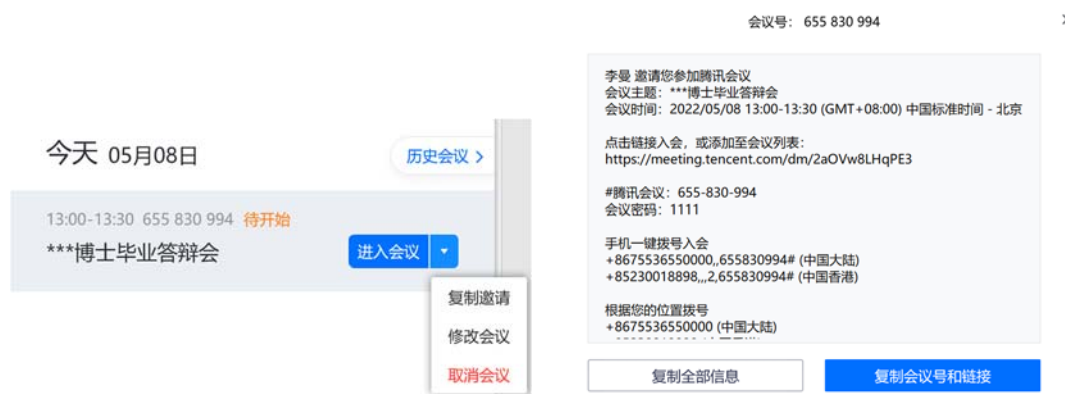 今天 05月08日
历史会议 >
13:00-13:30 655 830 994 待开始
***博士毕业答辩会
进入会议
复制邀请
修改会议
取消会议
会议号： 655 830 994
李曼 邀请您参加腾讯会议
会议主题：***博士毕业答辩会
会议时间：2022/05/08 13:00-13:30 (GMT+08:00) 中国标准时间 - 北京
点击链接入会，或添加至会议列表：
https://meeting.tencent.com/dm/2aOVw8LHqPE3
#腾讯会议：655-830-994
会议密码：1111
手机一键拨号入会
+8675536550000,,655830994# (中国大陆)
+85230018898,,,2,655830994# (中国香港)
根据您的位置拨号
+8675536550000 (中国大陆)
复制全部信息
复制会议号和链接